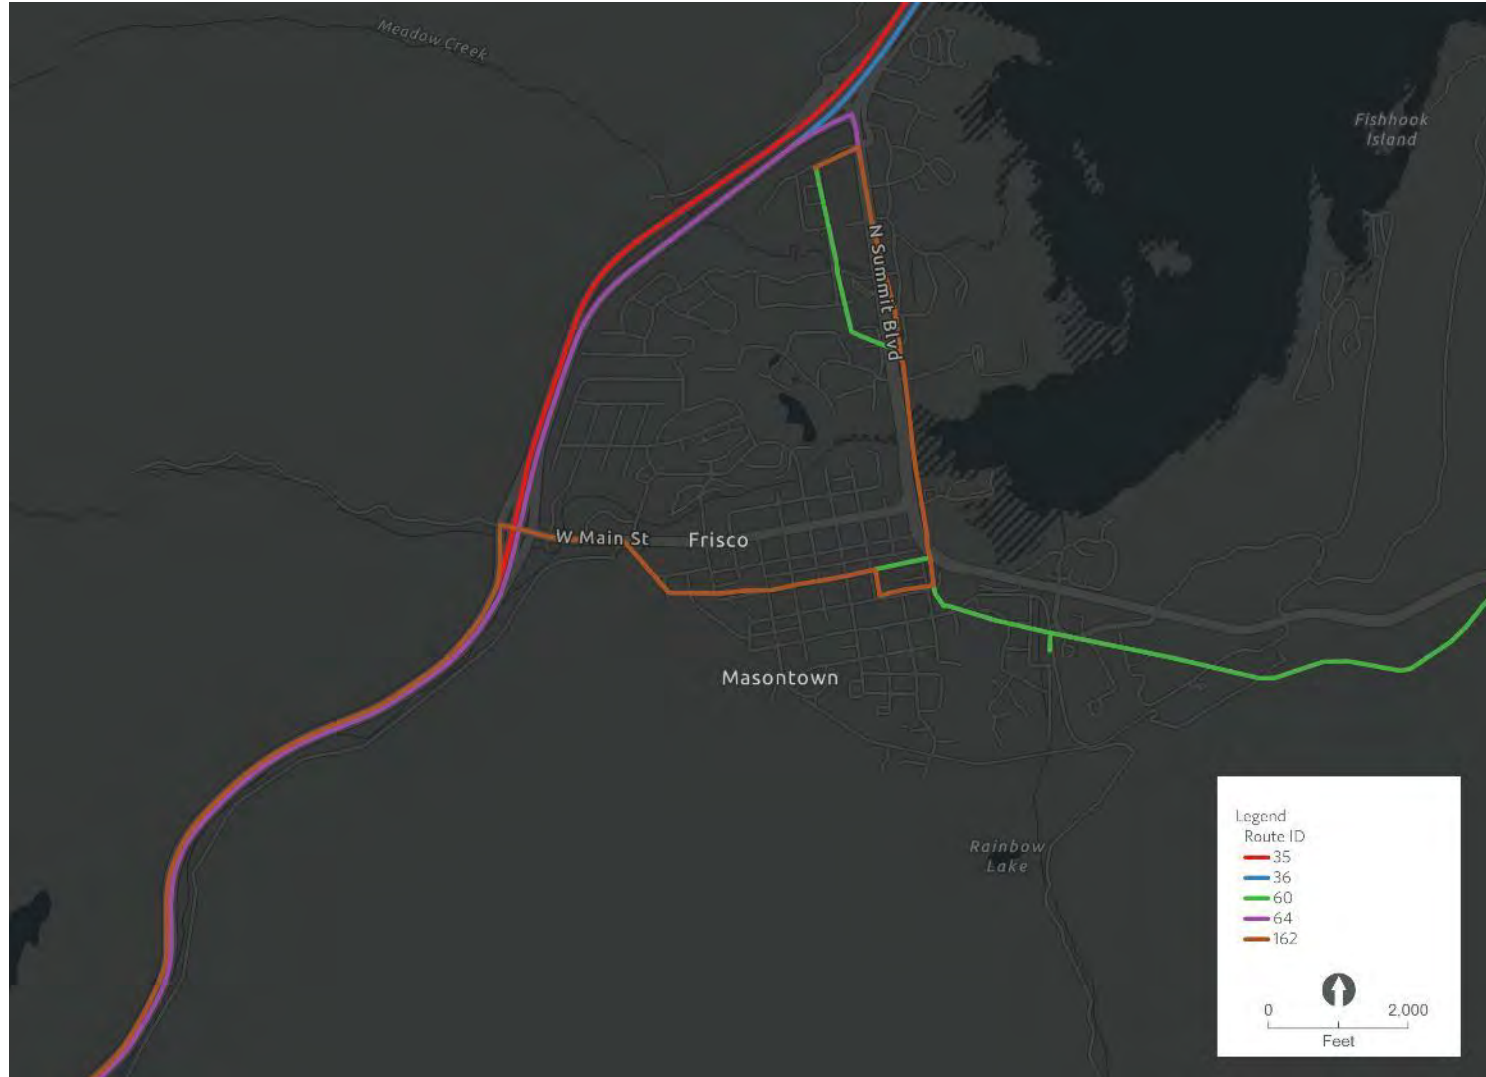 Meadow Creek
Fishhook
Island
N Summit Blvd
W Main St
Frisco
Masontown
Rainbow
Lake
Legend
Route ID
35
36
60
64
162
0
2,000
Feet